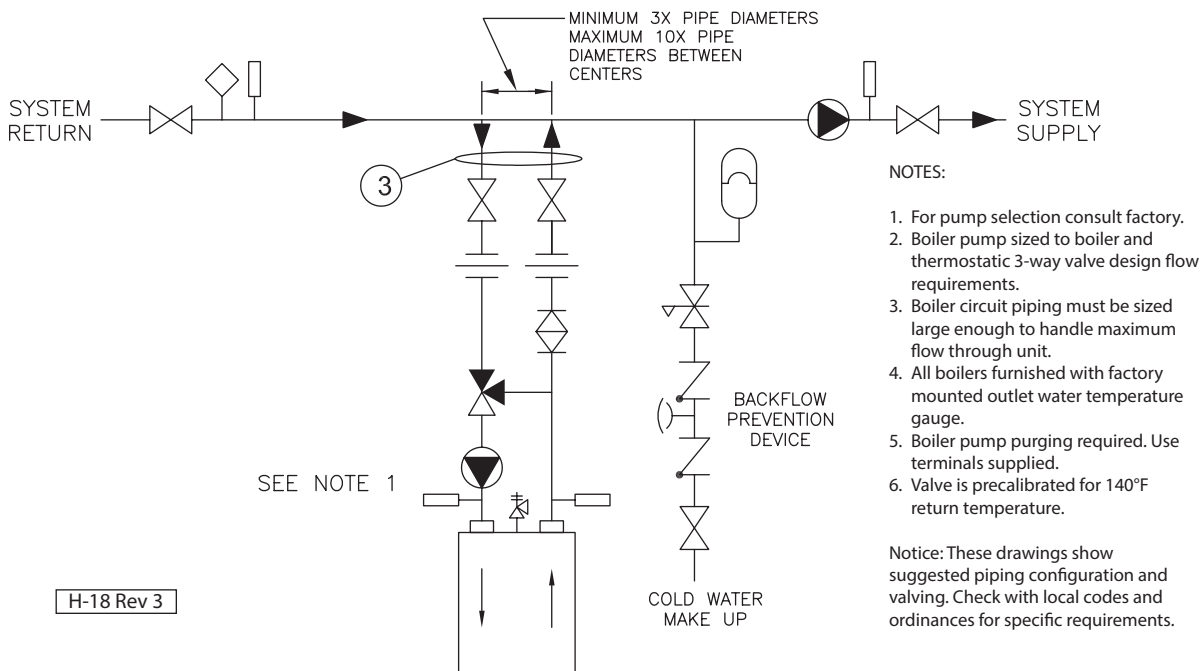 MINIMUM 3X PIPE DIAMETERS
MAXIMUM 10X PIPE
DIAMETERS BETWEEN
CENTERS
SYSTEM
RETURN
SYSTEM
SUPPLY
3
NOTES:
1. For pump selection consult factory.
2. Boiler pump sized to boiler and
thermostatic 3-way valve design flow
requirements.
3. Boiler circuit piping must be sized
large enough to handle maximum
flow through unit.
4. All boilers furnished with factory
mounted outlet water temperature
gauge.
5. Boiler pump purging required. Use
terminals supplied.
6. Valve is precalibrated for 140°F
return temperature.
Notice: These drawings show
suggested piping configuration and
valving. Check with local codes and
ordinances for specific requirements.
BACKFLOW
PREVENTION
DEVICE
SEE NOTE 1
COLD WATER
MAKE UP
H-18 Rev 3